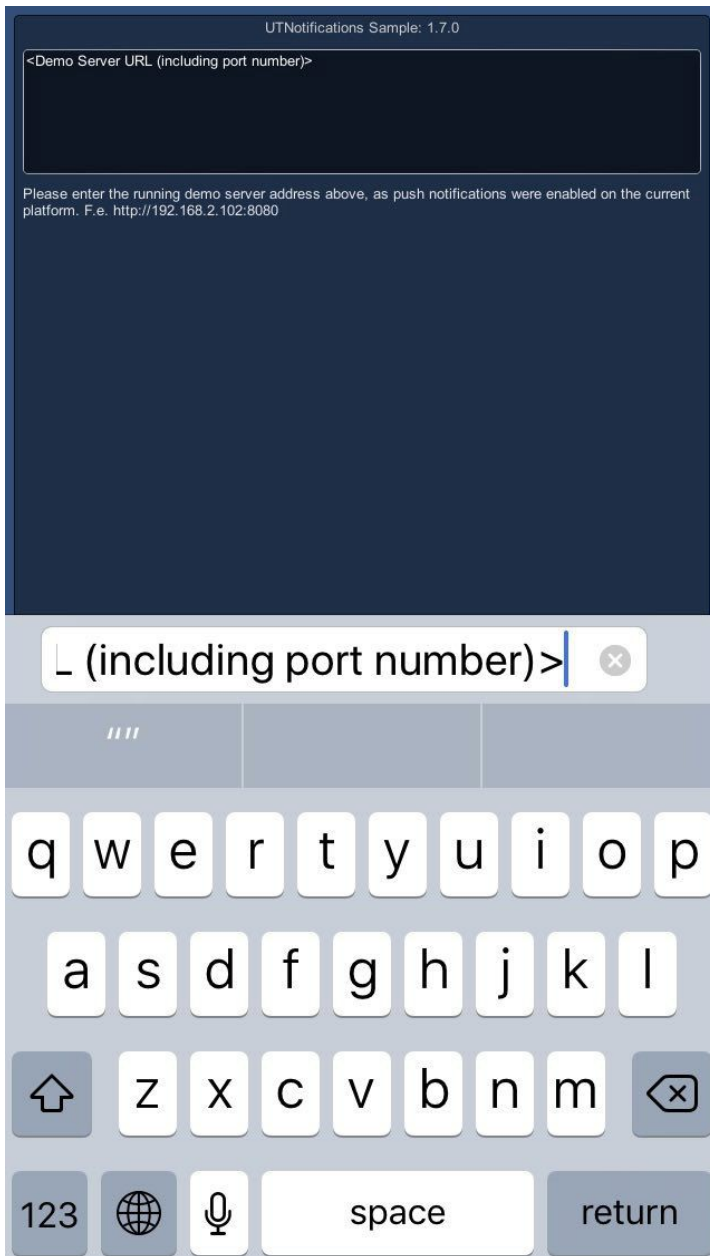 UTNotifications Sample: 1.7.0
<Demo Server URL (including port number)>
Please enter the running demo server address above, as push notifications were enabled on the current
platform. F.e. http://192.168.2.102:8080
L (including port number)>
“”
q w e r t y u i o p
a s d f g h j k l
z x c v b n m
123 space return